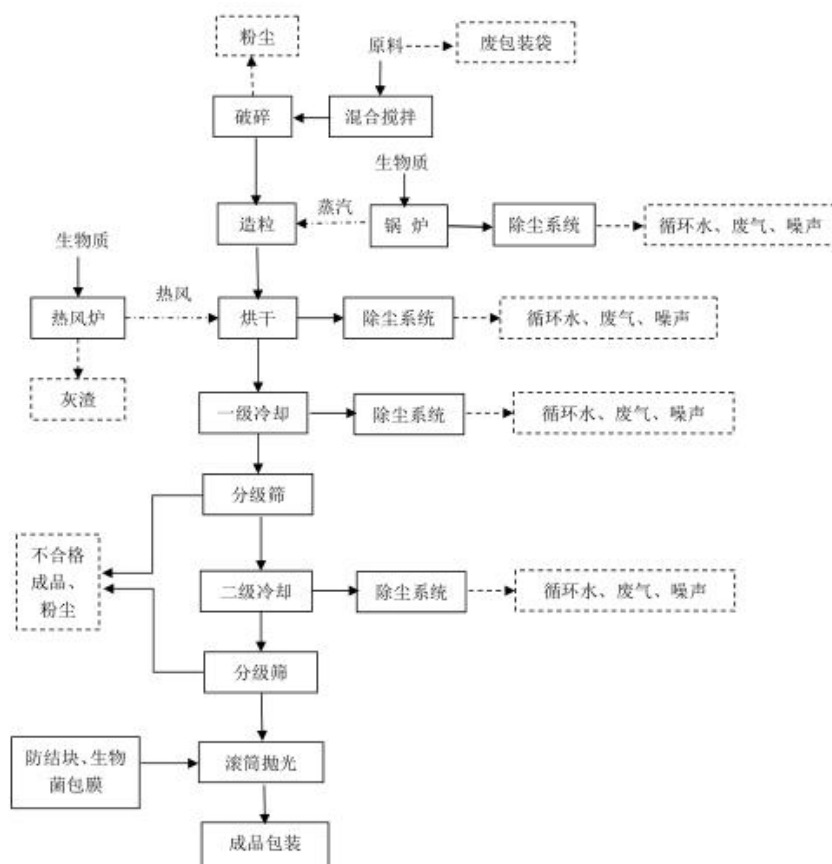 粉尘
原料
废包装袋
破碎
混合搅拌
生物质
造粒
蒸汽
锅 炉
除尘系统
循环水、废气、噪声
生物质
热风
热风炉
烘干
除尘系统
循环水、废气、噪声
灰渣
一级冷却
除尘系统
循环水、废气、噪声
分级筛
不合格
成品、
粉尘
二级冷却
除尘系统
循环水、废气、噪声
分级筛
防结块、生物
菌包膜
滚筒抛光
成品包装